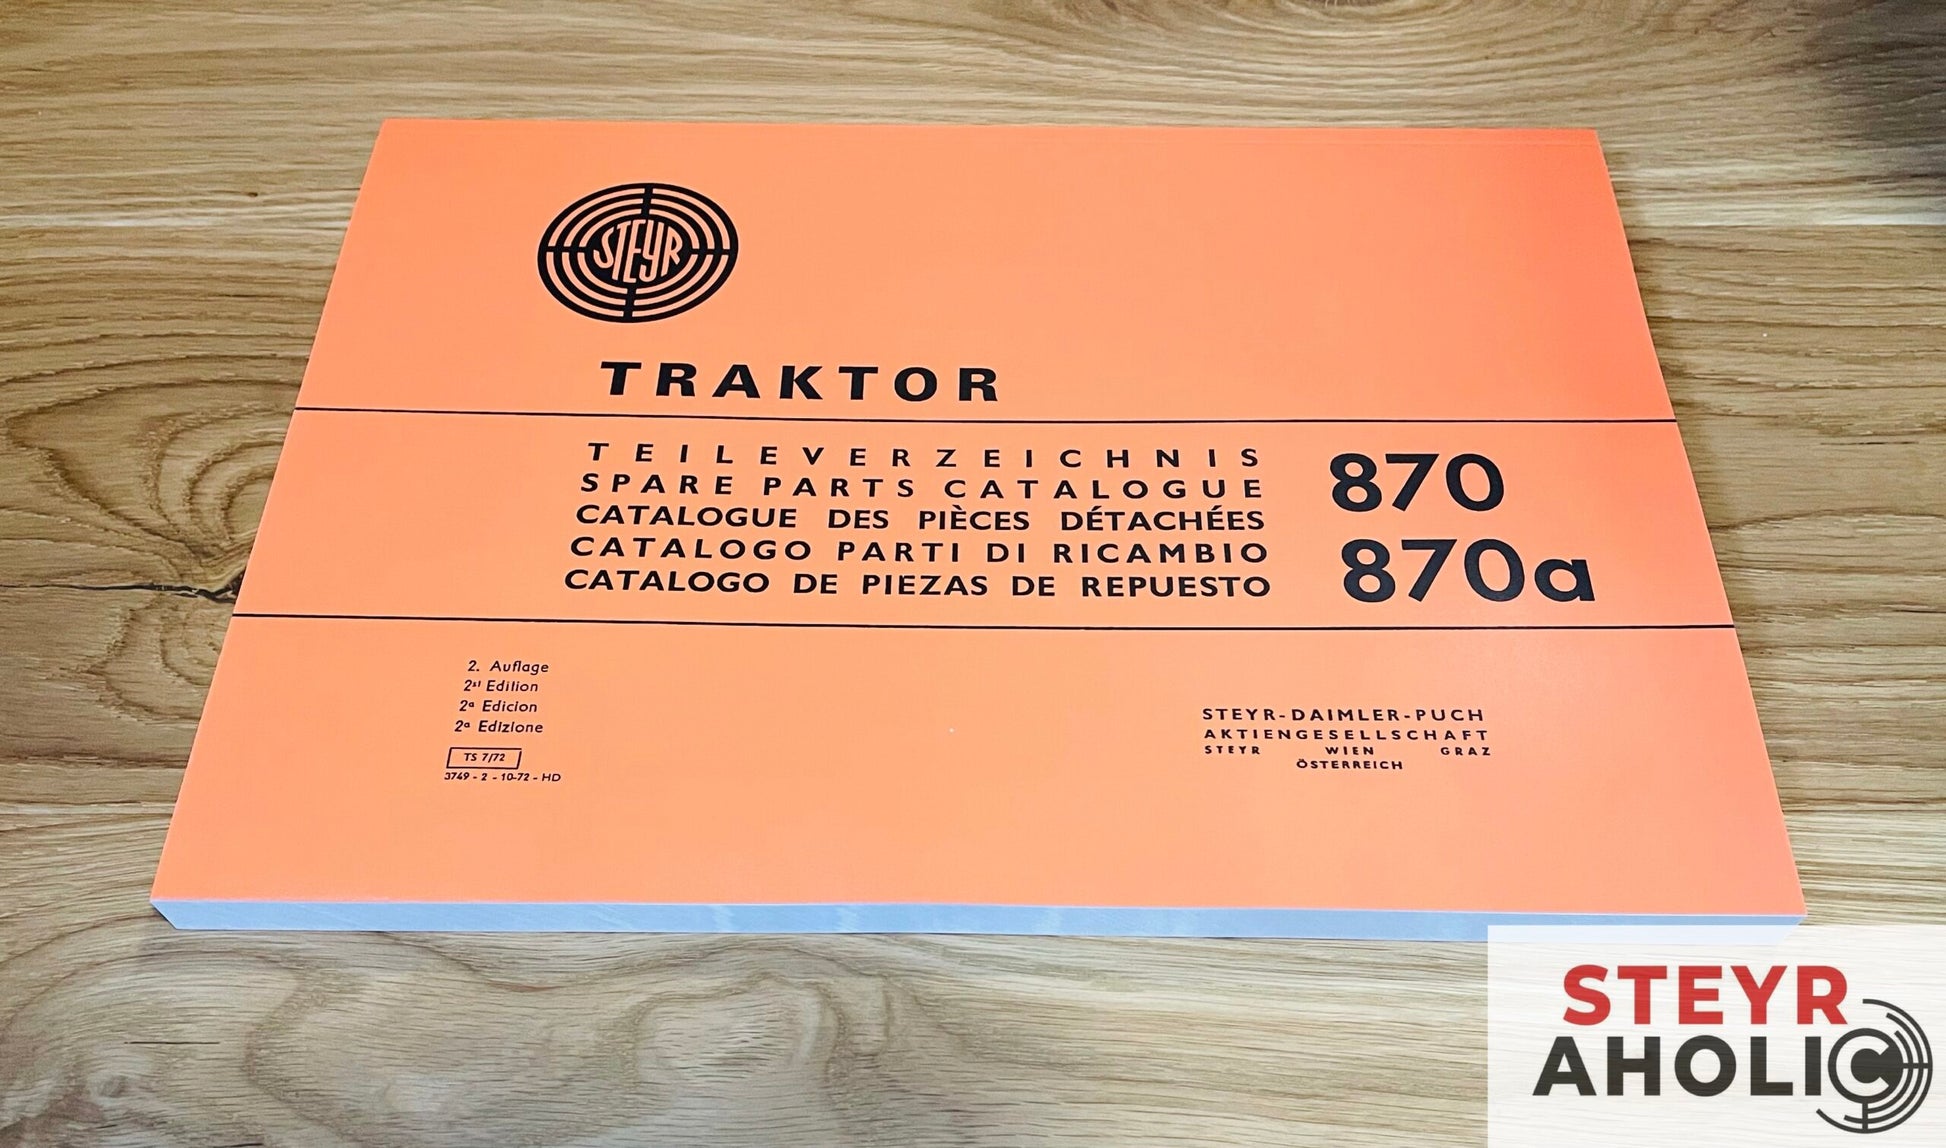 STEYR
TRAKTOR
TEILEVERZEICHNIS
SPARE PARTS CATALOGUE
CATALOGUE DES PIÈCES DÉTACHÉES
CATALOGO PARTI DI RICAMBIO
CATALOGO DE PIEZAS DE REPUESTO
870
870a
2. Auflage
2st Edition
2a Edicion
2a Edizione
TS 7/72
3749 - 2 - 10-72 - HD
STEYR-DAIMLER-PUCH
AKTIENGESELLSCHAFT
STEYR WIEN GRAZ
ÖSTERREICH
STEYR
AHOLIC